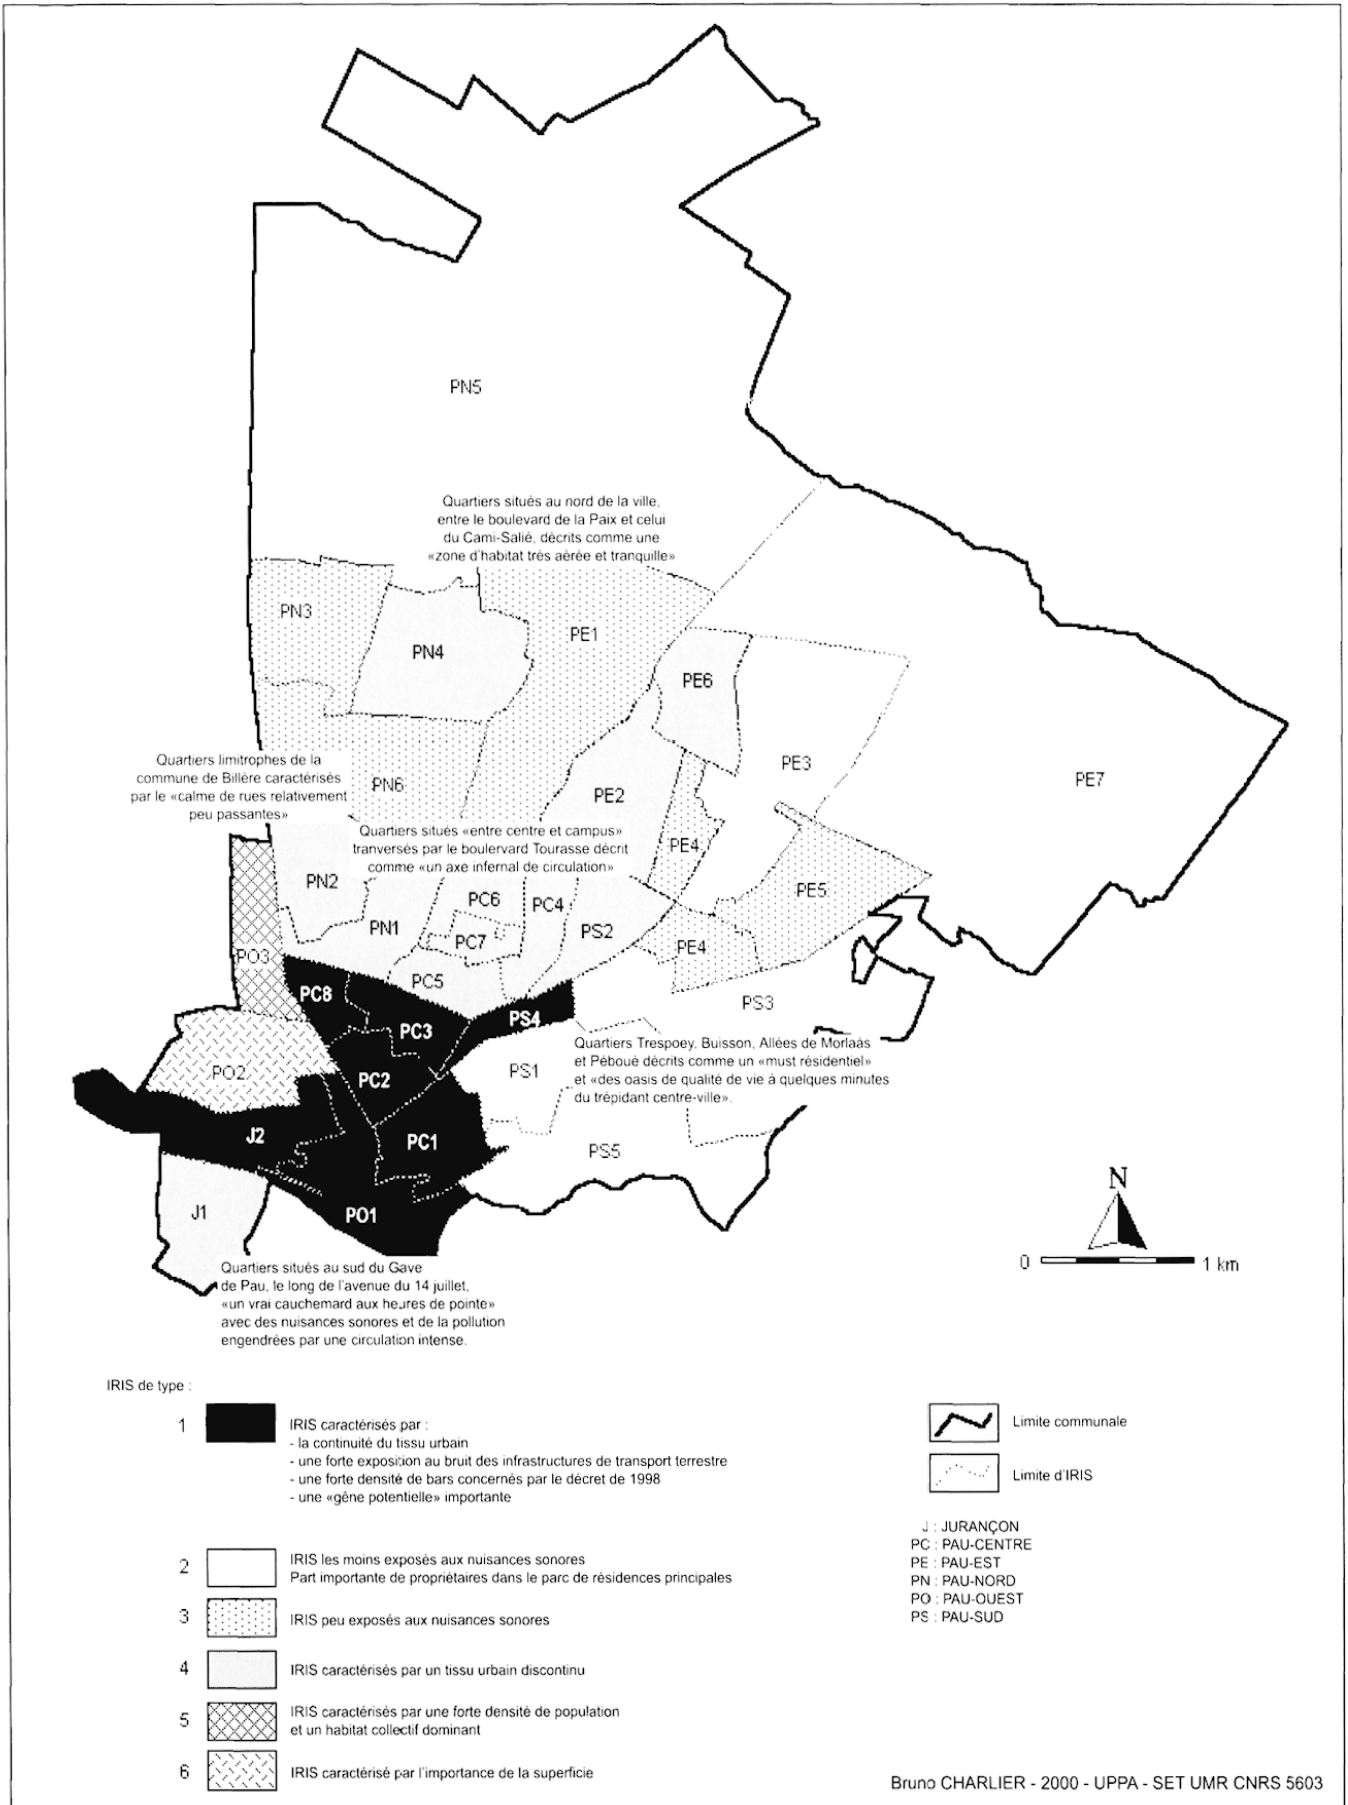 PN5
Quartiers situés au nord de la ville,
entre le boulevard de la Paix et celui
du Cami-Salié, décrits comme une
«zone d'habitat très aérée et tranquille»
PN3
PE1
PN4
PE6
PE3
PE7
Quartiers limitrophes de la
commune de Billère caractérisés
par le «calme de rues relativement
peu passantes»
PN6
PE2
Quartiers situés «entre centre et campus»
tranversés par le boulervard Tourasse décrit
comme «un axe infernal de circulation»
PE4
PN2
PC6
PC4
PE5
PN1
PC7
PS2
PE4
PO3
PC5
PC8
PS3
PC3
PS4
Quartiers Trespoey, Buisson, Allées de Morlaàs
et Péboué décrits comme un «must résidentiel»
et «des oasis de qualité de vie à quelques minutes
du trépidant centre-ville».
PO2
PC2
PS1
J2
PC1
PS5
J1
PO1
N
0 1 km
Quartiers situés au sud du Gave
de Pau, le long de l'avenue du 14 juillet,
«un vrai cauchemard aux heures de pointe»
avec des nuisances sonores et de la pollution
engendrées par une circulation intense.
IRIS de type :
1
IRIS caractérisés par :
- la continuité du tissu urbain
- une forte exposition au bruit des infrastructures de transport terrestre
- une forte densité de bars concernés par le décret de 1998
- une «gêne potentielle» importante
2
IRIS les moins exposés aux nuisances sonores
Part importante de propriétaires dans le parc de résidences principales
3
IRIS peu exposés aux nuisances sonores
4
IRIS caractérisés par un tissu urbain discontinu
5
IRIS caractérisés par une forte densité de population
et un habitat collectif dominant
6
IRIS caractérisé par l'importance de la superficie
Limite communale
Limite d'IRIS
J : JURANÇON
PC : PAU-CENTRE
PE : PAU-EST
PN : PAU-NORD
PO : PAU-OUEST
PS : PAU-SUD
Bruno CHARLIER - 2000 - UPPA - SET UMR CNRS 5603